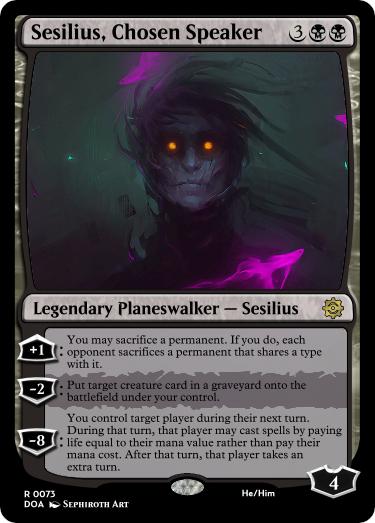 Sesilius, Chosen Speaker 3
Legendary Planeswalker — Sesilius
+1: You may sacrifice a permanent. If you do, each
opponent sacrifices a permanent that shares a type
with it.
-2: Put target creature card in a graveyard onto the
battlefield under your control.
-8: You control target player during their next turn.
During that turn, that player may cast spells by paying
life equal to their mana value rather than pay their
mana cost. After that turn, that player takes an
extra turn.
4
R 0073
He/Him
DOA Sephiroth Art